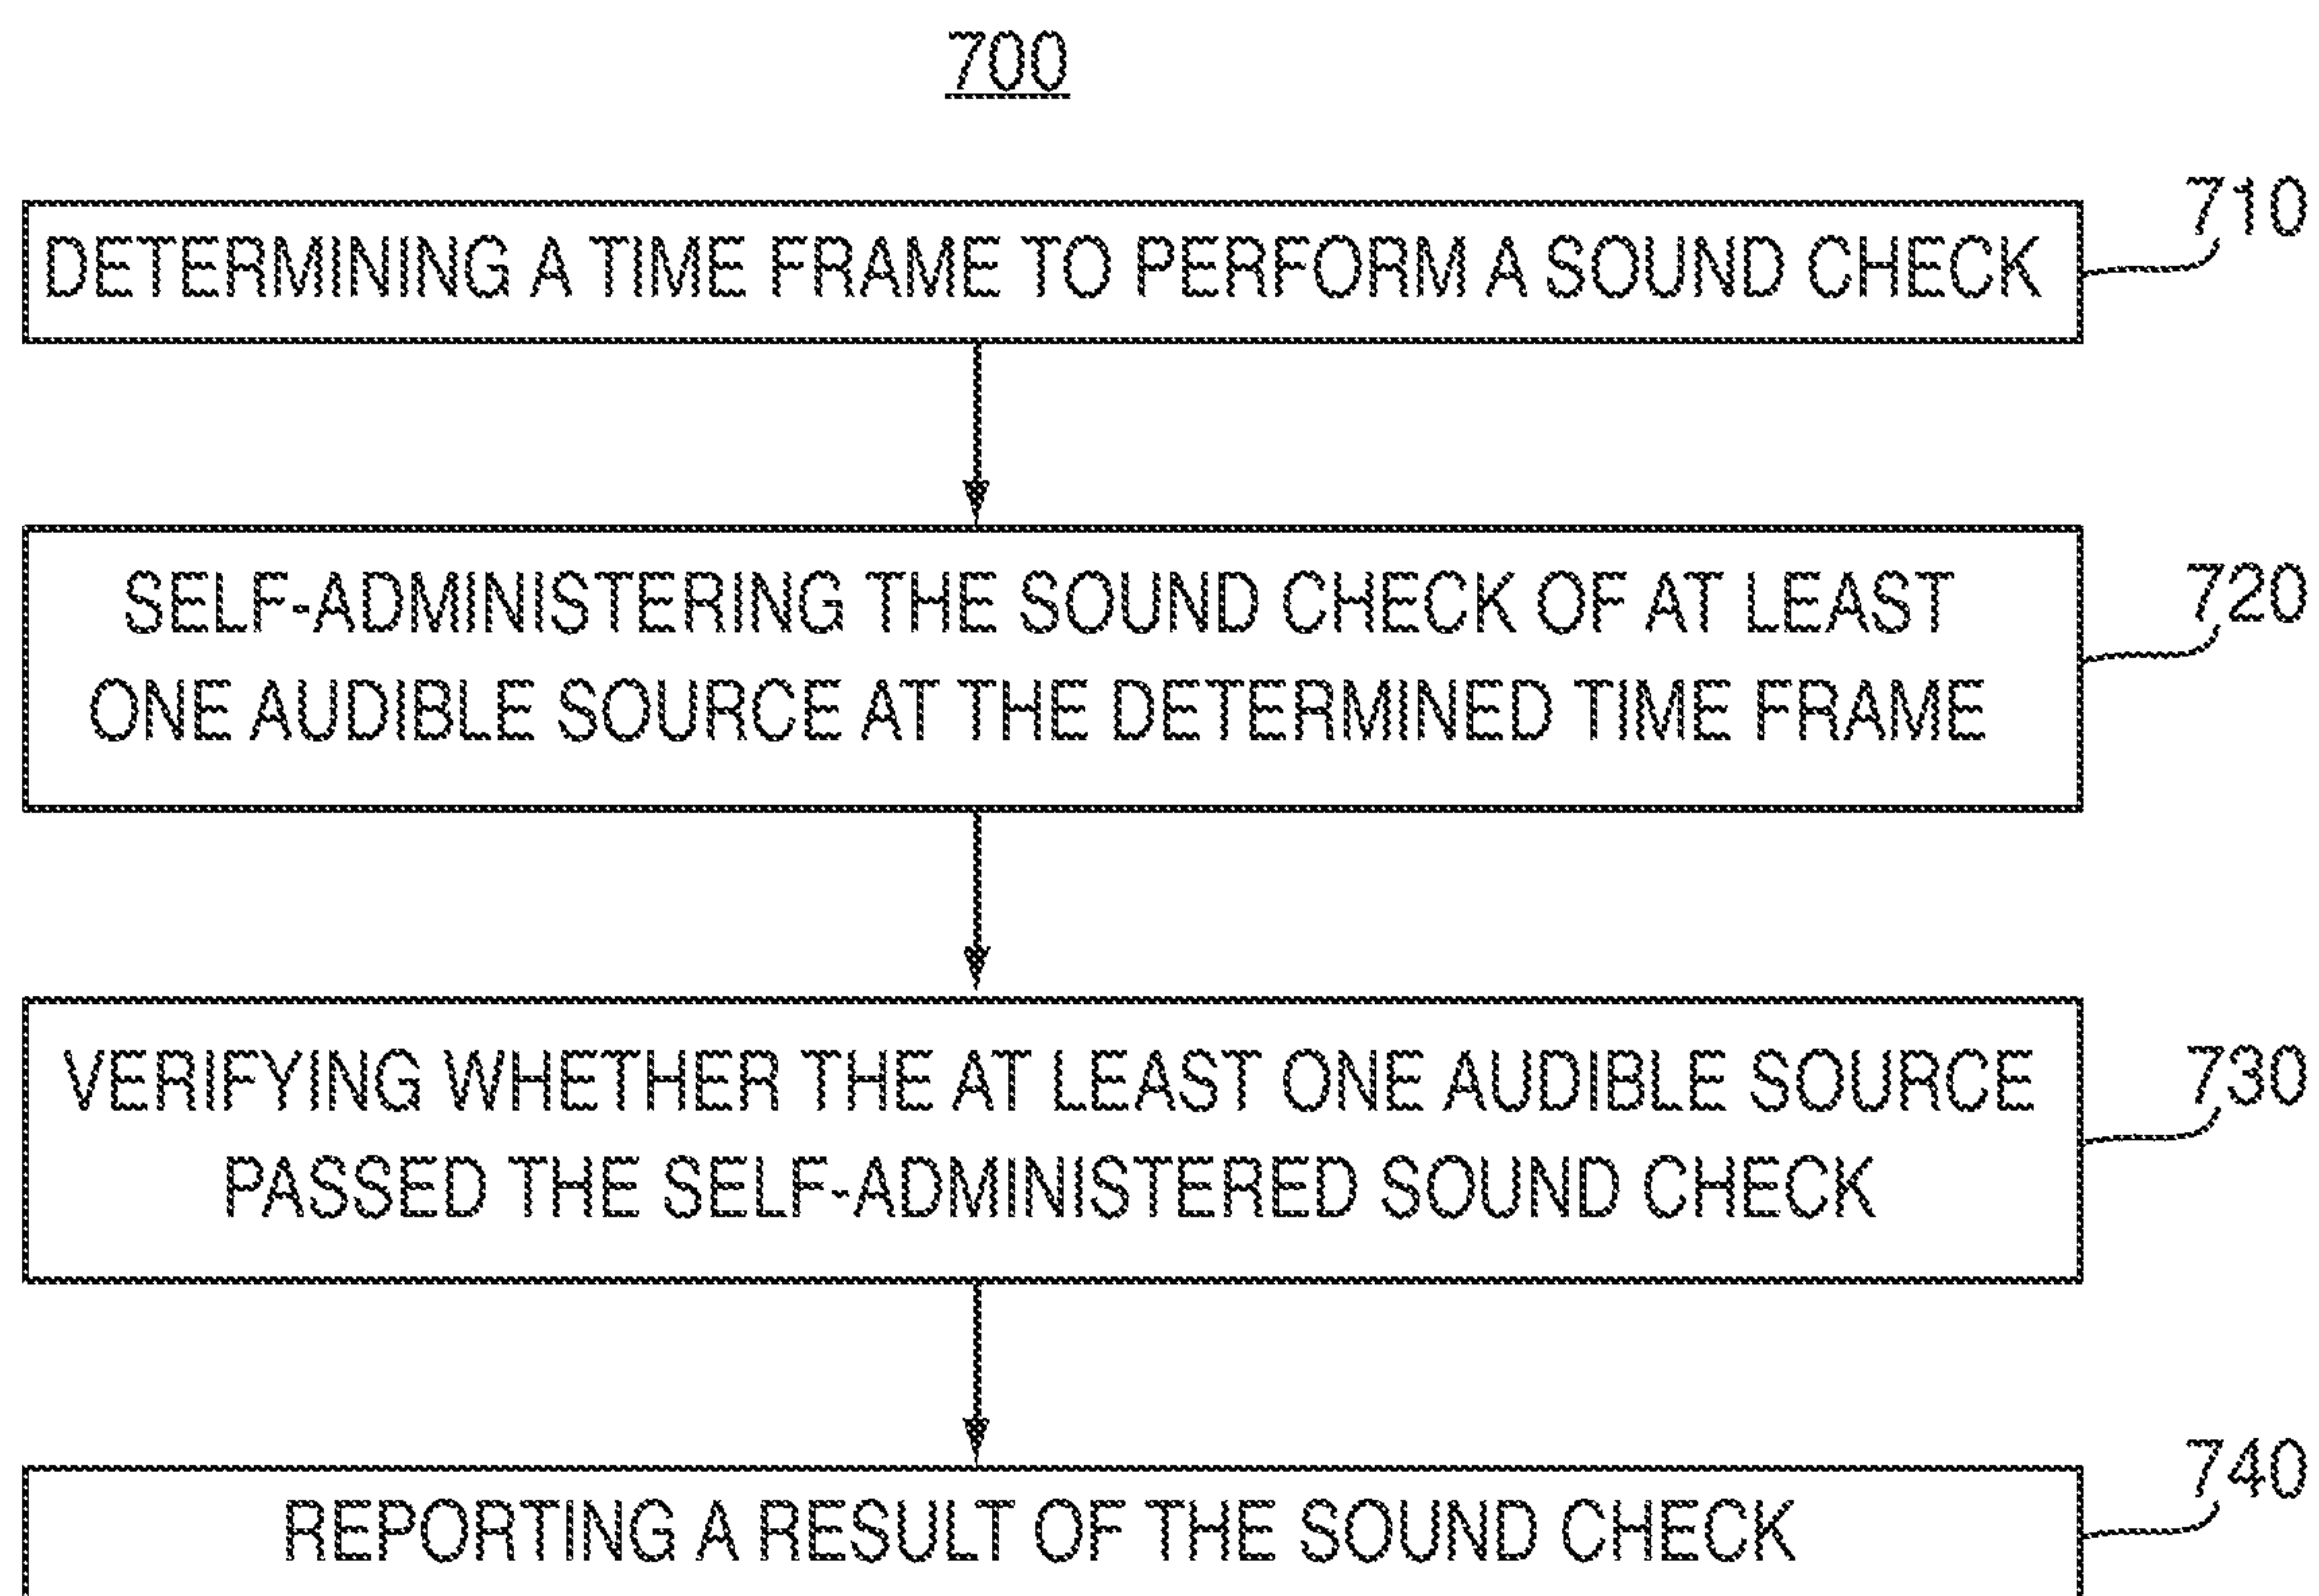 700
DETERMINING A TIME FRAME TO PERFORM A SOUND CHECK
710
SELF-ADMINISTERING THE SOUND CHECK OF AT LEAST
ONE AUDIBLE SOURCE AT THE DETERMINED TIME FRAME
720
VERIFYING WHETHER THE AT LEAST ONE AUDIBLE SOURCE
PASSED THE SELF-ADMINISTERED SOUND CHECK
730
REPORTING A RESULT OF THE SOUND CHECK
740